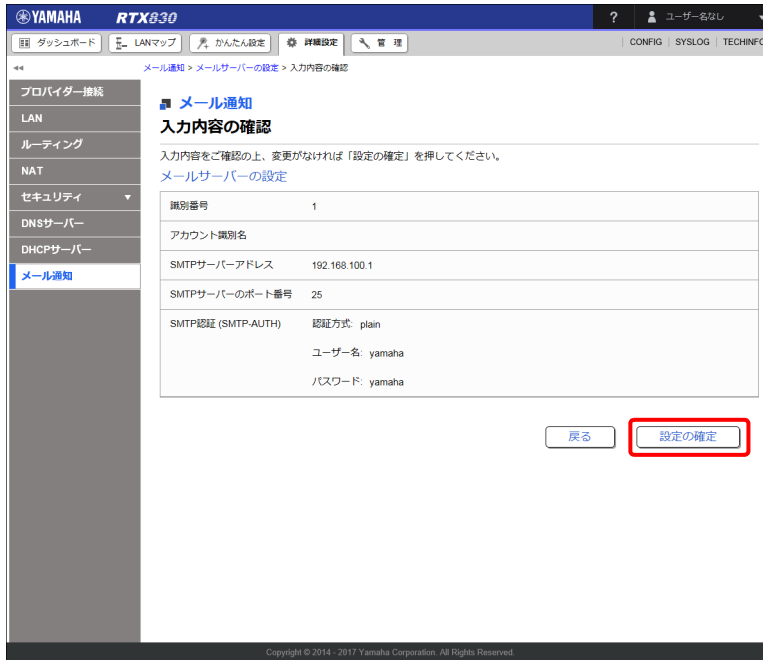 YAMAHA RTX830 ? ユーザー名なし
ダッシュボード LANマップ かんたん設定 詳細設定 管 理 CONFIG SYSLOG TECHINFO
メール通知 > メールサーバーの設定 > 入力内容の確認
プロバイダー接続
LAN
ルーティング
NAT
セキュリティ
DNSサーバー
DHCPサーバー
メール通知
メール通知
入力内容の確認
入力内容をご確認の上、変更がなければ「設定の確定」を押してください。
メールサーバーの設定
識別番号 1
アカウント識別名
SMTPサーバーアドレス 192.168.100.1
SMTPサーバーのポート番号 25
SMTP認証 (SMTP-AUTH) 認証方式: plain
ユーザー名: yamaha
パスワード: yamaha
戻る 設定の確定
Copyright © 2014 - 2017 Yamaha Corporation. All Rights Reserved.